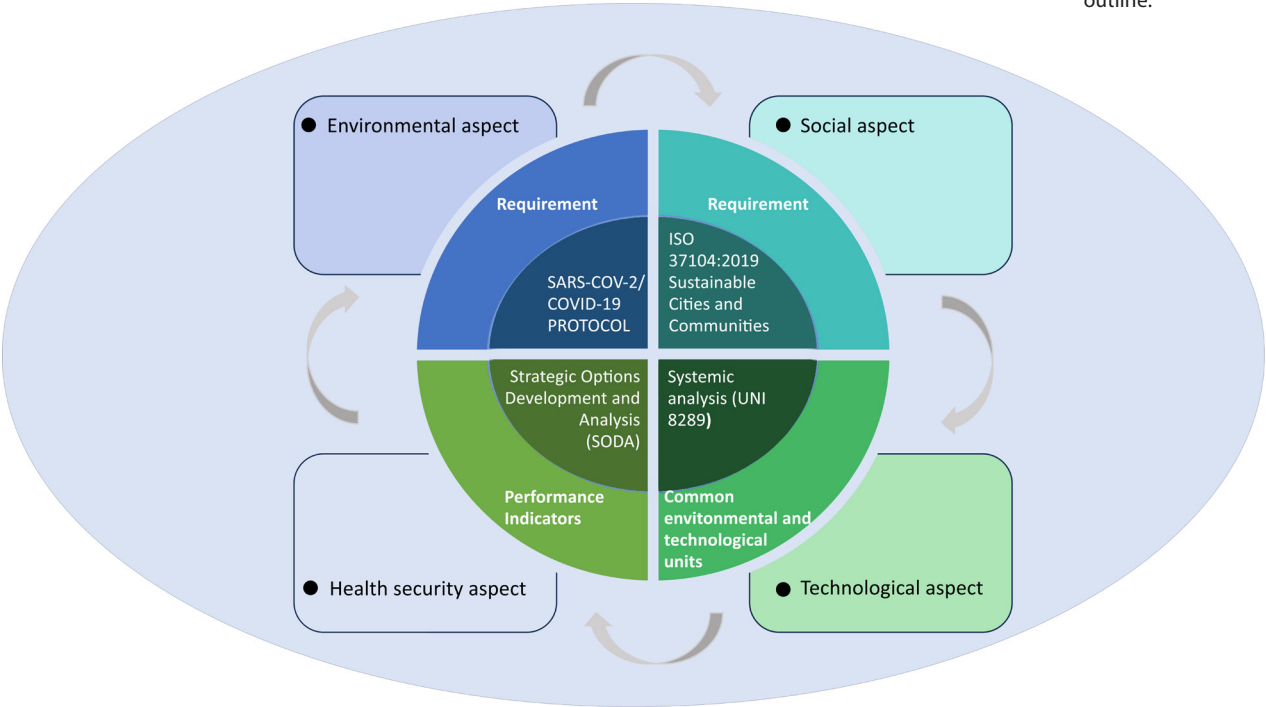 outline.
● Environmental aspect
● Social aspect
Requirement
Requirement
SARS-COV-2/
COVID-19
PROTOCOL
ISO
37104:2019
Sustainable
Cities and
Communities
Strategic Options
Development and
Analysis
(SODA)
Systemic
analysis (UNI
8289)
Performance
Indicators
Common
envitonmental and
technological
units
● Health security aspect
● Technological aspect